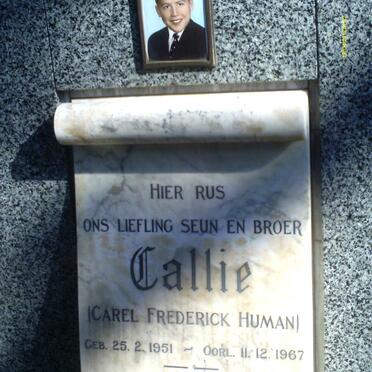 HIER RUS
ONS LIEFLING SEUN EN BROER
Callie
(CAREL FREDERICK HUMAN)
GEB. 25. 2. 1951 ~ OORL. 11. 12. 1967